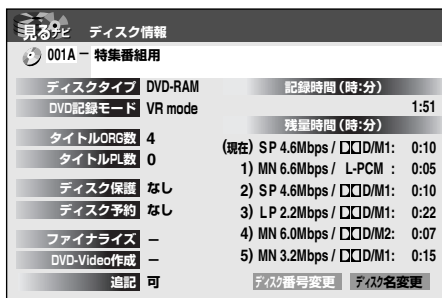 見るナビ ディスク情報
001A － 特集番組用
ディスクタイプ DVD-RAM
DVD記録モード VR mode
タイトルORG数 4
タイトルPL数 0
ディスク保護 なし
ディスク予約 なし
ファイナライズ －
DVD-Video作成 －
追記 可
記録時間(時:分)
1:51
残量時間(時:分)
(現在) SP 4.6Mbps / DD D/M1: 0:10
1) MN 6.6Mbps / L-PCM : 0:05
2) SP 4.6Mbps / DD D/M1: 0:10
3) LP 2.2Mbps / DD D/M1: 0:22
4) MN 6.0Mbps / DD D/M2: 0:07
5) MN 3.2Mbps / DD D/M1: 0:15
ディスク番号変更 ディスク名変更